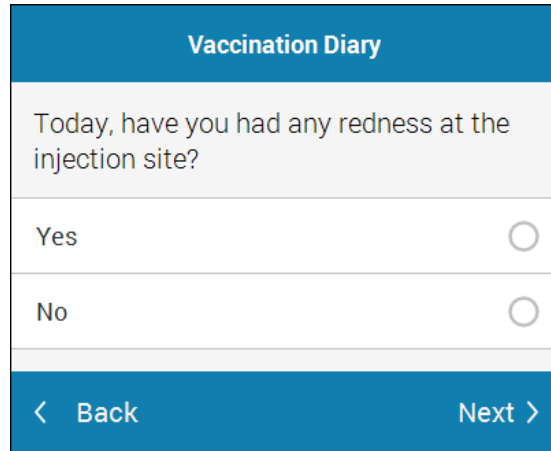 Vaccination Diary
Today, have you had any redness at the
injection site?
Yes
No
Back
Next